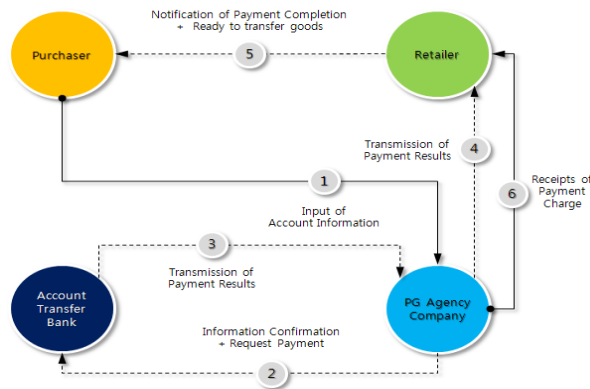 Notification of Payment Completion
+ Ready to transfer goods
Purchaser
5
Retailer
Transmission of
Payment Results
4
1
6
Receipts of
Payment
Charge
Input of
Account Information
3
Transmission of
Payment Results
Account
Transfer
Bank
PG Agency
Company
Information Confirmation
+ Request Payment
2